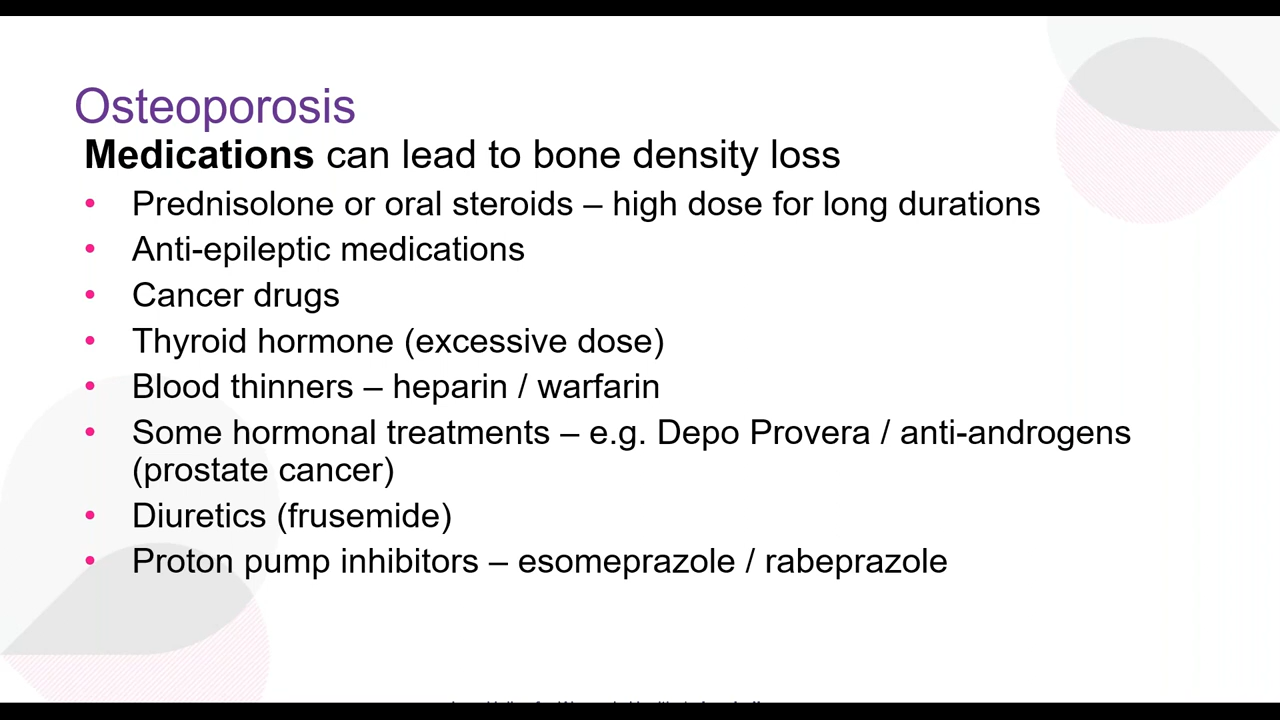 Osteoporosis
Medications can lead to bone density loss
• Prednisolone or oral steroids – high dose for long durations
• Anti-epileptic medications
• Cancer drugs
• Thyroid hormone (excessive dose)
• Blood thinners – heparin / warfarin
• Some hormonal treatments – e.g. Depo Provera / anti-androgens
(prostate cancer)
• Diuretics (frusemide)
• Proton pump inhibitors – esomeprazole / rabeprazole